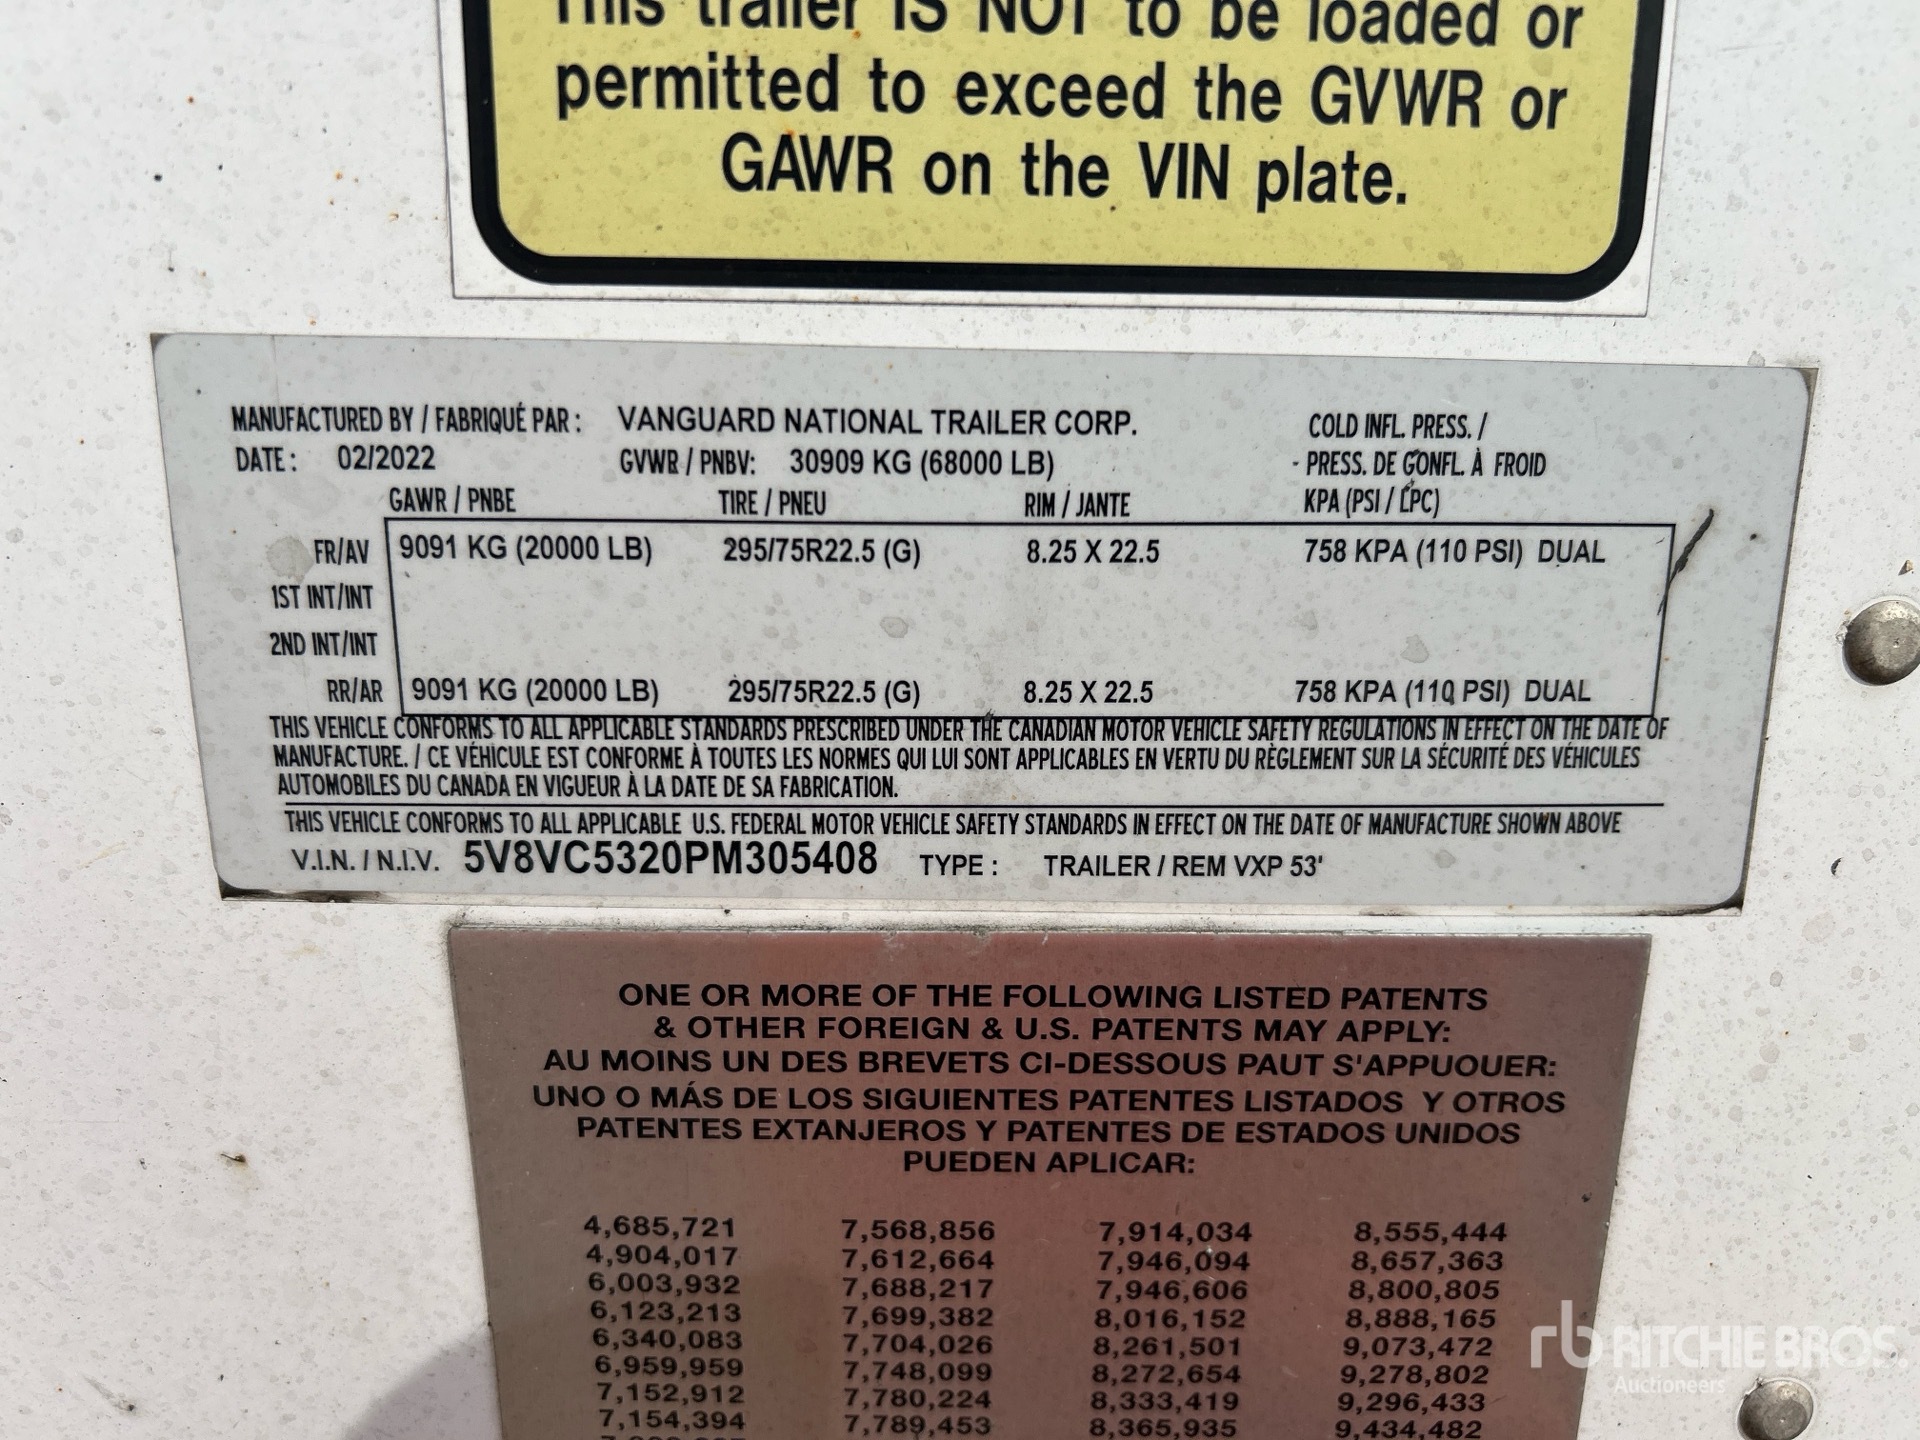 This trailer IS NOT to be loaded or
permitted to exceed the GVWR or
GAWR on the VIN plate.
MANUFACTURED BY / FABRIQUÉ PAR : VANGUARD NATIONAL TRAILER CORP. COLD INFL. PRESS. /
DATE : 02/2022 GVWR / PNBV: 30909 KG (68000 LB) PRESS. DE GONFL. À FROID
GAWR / PNBE TIRE / PNEU RIM / JANTE KPA (PSI / LPC)
FR/AV 9091 KG (20000 LB) 295/75R22.5 (G) 8.25 X 22.5 758 KPA (110 PSI) DUAL
1ST INT/INT
2ND INT/INT
RR/AR 9091 KG (20000 LB) 295/75R22.5 (G) 8.25 X 22.5 758 KPA (110 PSI) DUAL
THIS VEHICLE CONFORMS TO ALL APPLICABLE STANDARDS PRESCRIBED UNDER THE CANADIAN MOTOR VEHICLE SAFETY REGULATIONS IN EFFECT ON THE DATE OF
MANUFACTURE. / CE VÉHICULE EST CONFORME À TOUTES LES NORMES QUI LUI SONT APPLICABLES EN VERTU DU RÈGLEMENT SUR LA SÉCURITÉ DES VÉHICULES
AUTOMOBILES DU CANADA EN VIGUEUR À LA DATE DE SA FABRICATION.
THIS VEHICLE CONFORMS TO ALL APPLICABLE U.S. FEDERAL MOTOR VEHICLE SAFETY STANDARDS IN EFFECT ON THE DATE OF MANUFACTURE SHOWN ABOVE
V.I.N. / N.I.V. 5V8VC5320PM305408 TYPE : TRAILER / REM VXP 53'
ONE OR MORE OF THE FOLLOWING LISTED PATENTS
& OTHER FOREIGN & U.S. PATENTS MAY APPLY:
AU MOINS UN DES BREVETS CI-DESSOUS PAUT S'APPUOUER:
UNO O MÁS DE LOS SIGUIENTES PATENTES LISTADOS Y OTROS
PATENTES EXTANJEROS Y PATENTES DE ESTADOS UNIDOS
PUEDEN APLICAR:
4,685,721 7,568,856 7,914,034 8,555,444
4,904,017 7,612,664 7,946,094 8,657,363
6,003,932 7,688,217 7,946,606 8,800,805
6,123,213 7,699,382 8,016,152 8,888,165
6,340,083 7,704,026 8,261,501 9,073,472
6,959,959 7,748,099 8,272,654 9,278,802
7,152,912 7,780,224 8,333,419 9,296,433
7,154,394 7,789,453 8,365,935 9,434,482
rb RITCHIE BROS.
Auctioneers